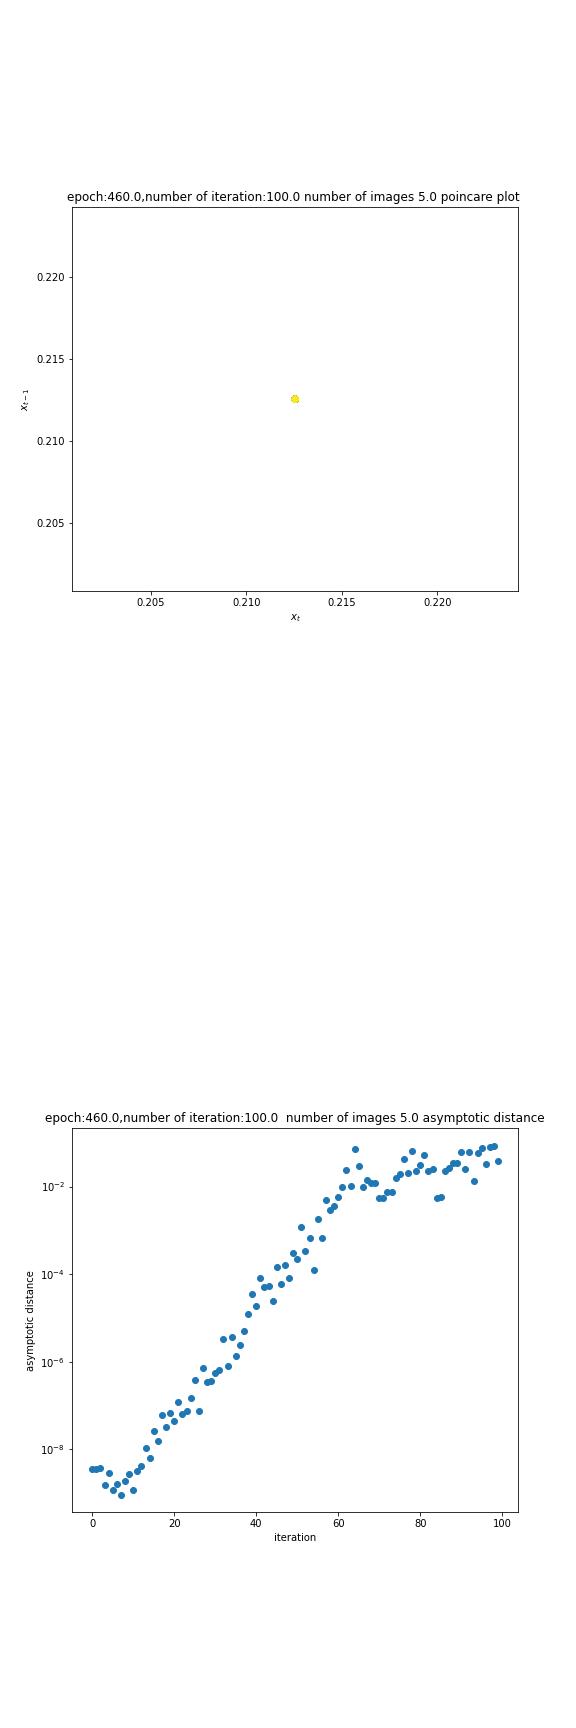 epoch:460.0,number of iteration:100.0 number of images 5.0 poincare plot
0.220
0.215
0.210
0.205
x_{t-1}
0.205 0.210 0.215 0.220
x_t
epoch:460.0,number of iteration:100.0  number of images 5.0 asymptotic distance
10^{-2}
10^{-4}
10^{-6}
10^{-8}
asymptotic distance
0 20 40 60 80 100
iteration